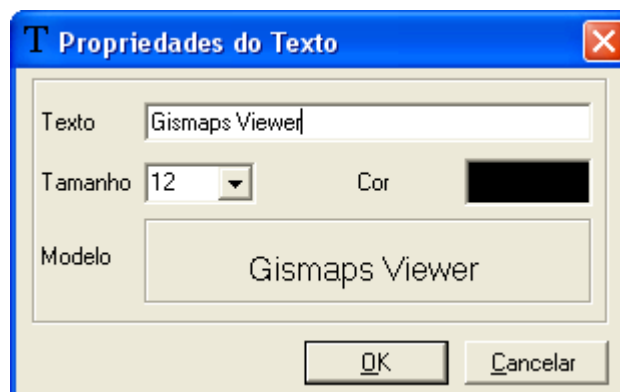 T Propriedades do Texto
Texto Gismaps Viewer
Tamanho 12 Cor
Modelo Gismaps Viewer
OK Cancelar